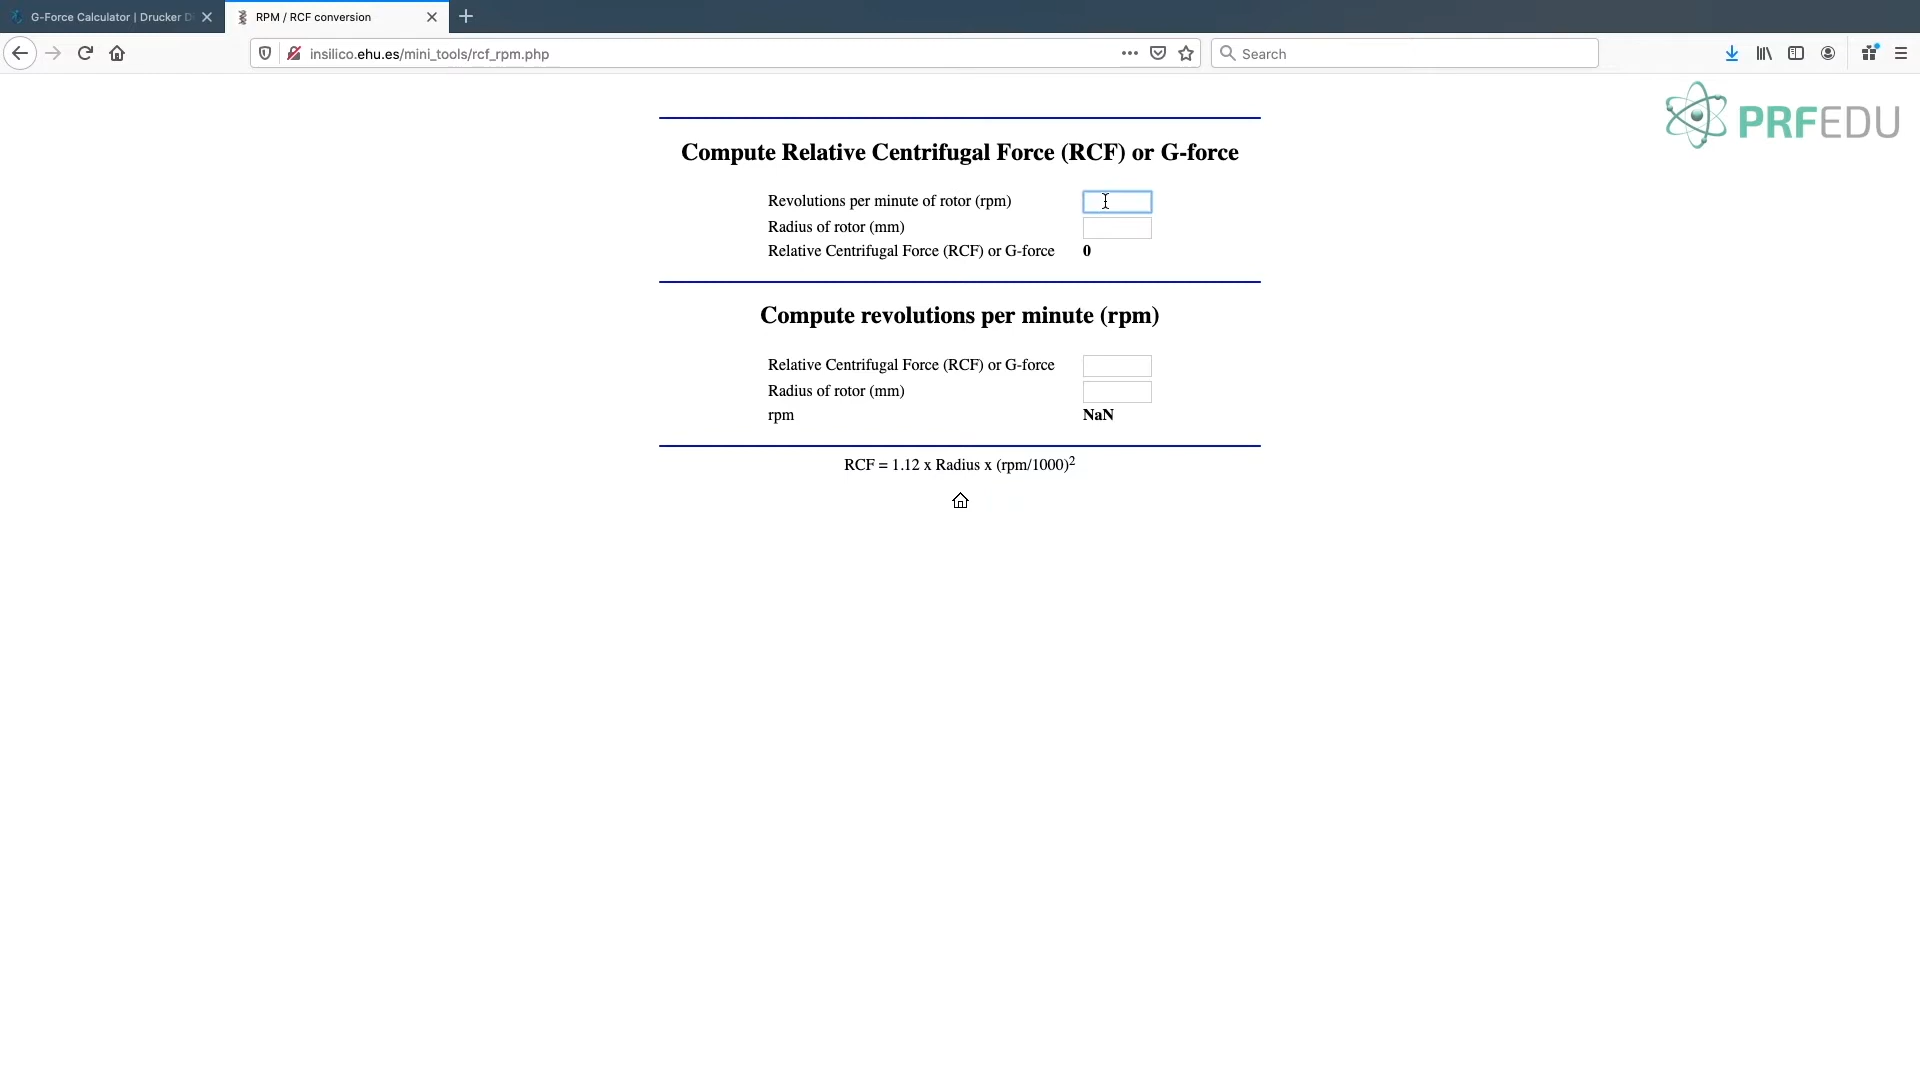 G-Force Calculator | Drucker D
RPM / RCF conversion
insilico.ehu.es/mini_tools/rcf_rpm.php
Search
PRFEDU
Compute Relative Centrifugal Force (RCF) or G-force
Revolutions per minute of rotor (rpm)
Radius of rotor (mm)
Relative Centrifugal Force (RCF) or G-force 0
Compute revolutions per minute (rpm)
Relative Centrifugal Force (RCF) or G-force
Radius of rotor (mm)
rpm NaN
RCF = 1.12 x Radius x (rpm/1000)²